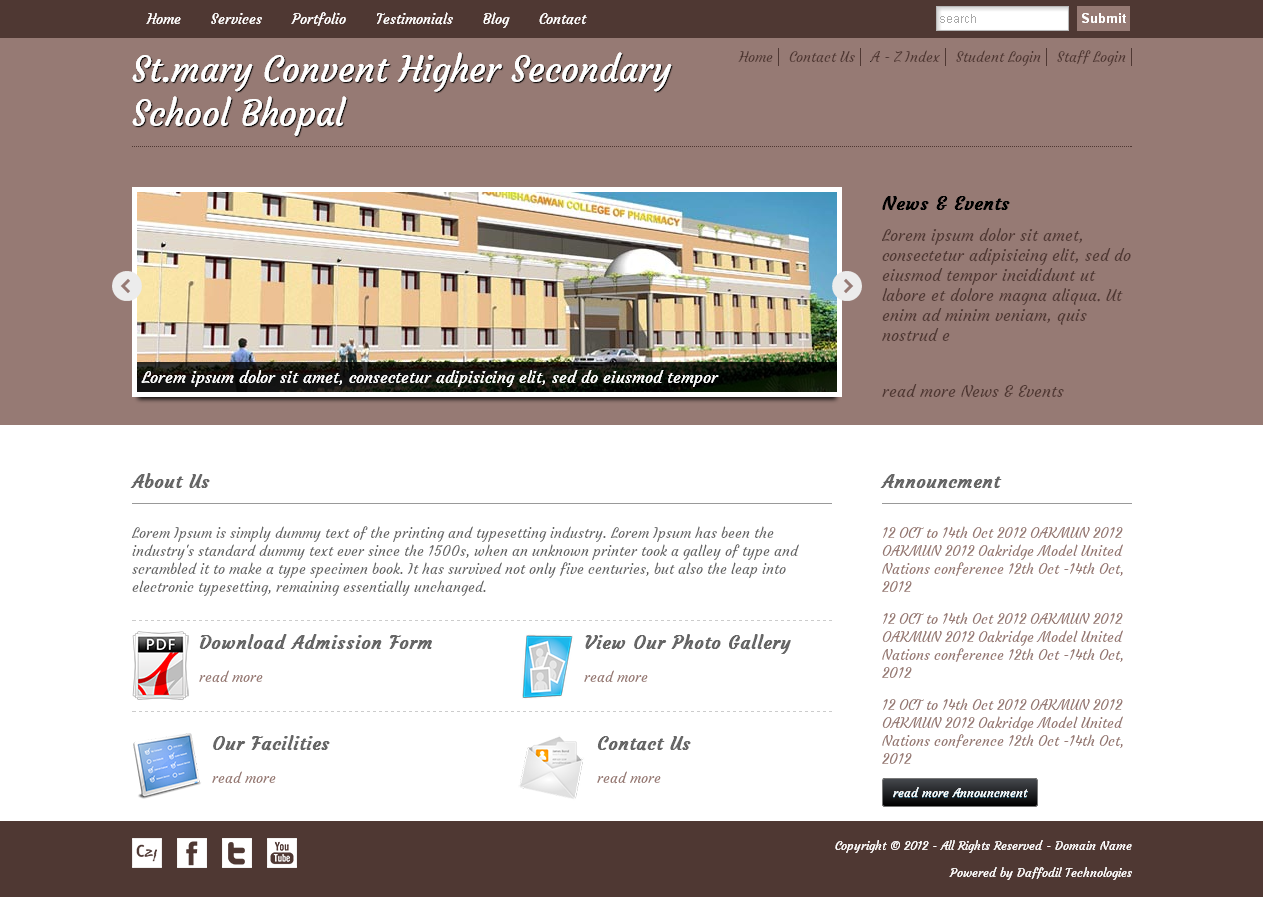 Home Services Portfolio Testimonials Blog Contact
search Submit
Home Contact Us A - Z Index Student Login Staff Login
St.mary Convent Higher Secondary
School Bhopal
AADHIBHAGAWAN COLLEGE OF PHARMACY
Lorem ipsum dolor sit amet, consectetur adipisicing elit, sed do eiusmod tempor
News & Events
Lorem ipsum dolor sit amet,
consectetur adipisicing elit, sed do
eiusmod tempor incididunt ut
labore et dolore magna aliqua. Ut
enim ad minim veniam, quis
nostrud e
read more News & Events
About Us
Lorem Ipsum is simply dummy text of the printing and typesetting industry. Lorem Ipsum has been the
industry's standard dummy text ever since the 1500s, when an unknown printer took a galley of type and
scrambled it to make a type specimen book. It has survived not only five centuries, but also the leap into
electronic typesetting, remaining essentially unchanged.
PDF
Download Admission Form
read more
View Our Photo Gallery
read more
Our Facilities
read more
Contact Us
read more
Announcment
12 OCT to 14th Oct 2012 OAKMUN 2012
OAKMUN 2012 Oakridge Model United
Nations conference 12th Oct -14th Oct,
2012
12 OCT to 14th Oct 2012 OAKMUN 2012
OAKMUN 2012 Oakridge Model United
Nations conference 12th Oct -14th Oct,
2012
12 OCT to 14th Oct 2012 OAKMUN 2012
OAKMUN 2012 Oakridge Model United
Nations conference 12th Oct -14th Oct,
2012
read more Announcment
You
Tube
Copyright © 2012 - All Rights Reserved - Domain Name
Powered by Daffodil Technologies